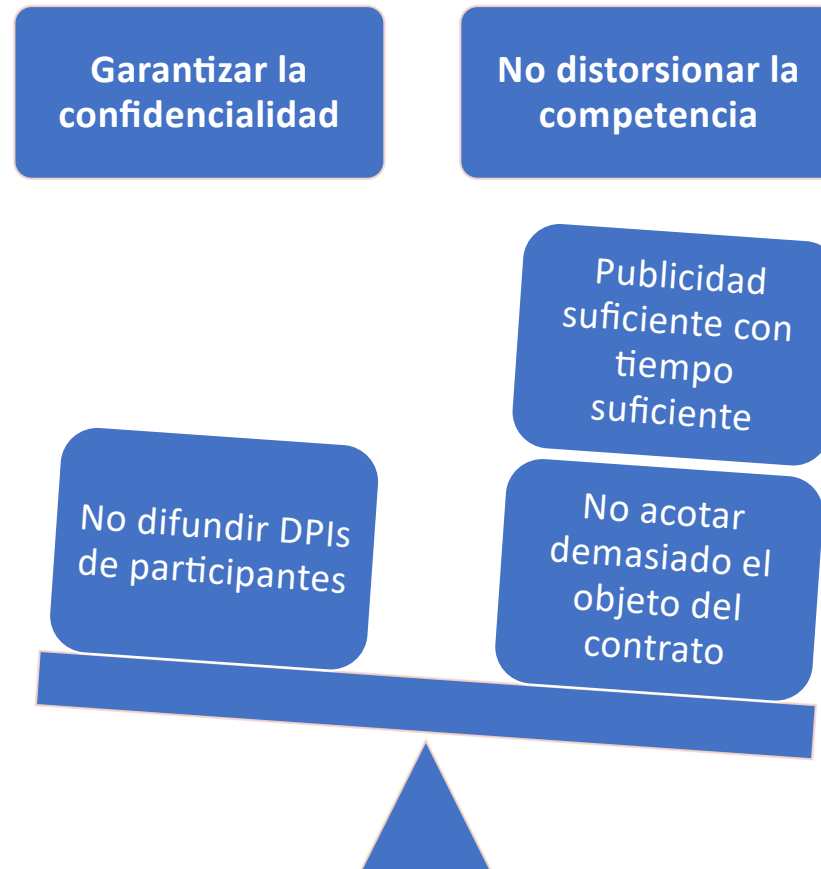 Garantizar la
confidencialidad
No distorsionar la
competencia
Publicidad
suficiente con
tiempo
suficiente
No difundir DPIs
de participantes
No acotar
demasiado el
objeto del
contrato